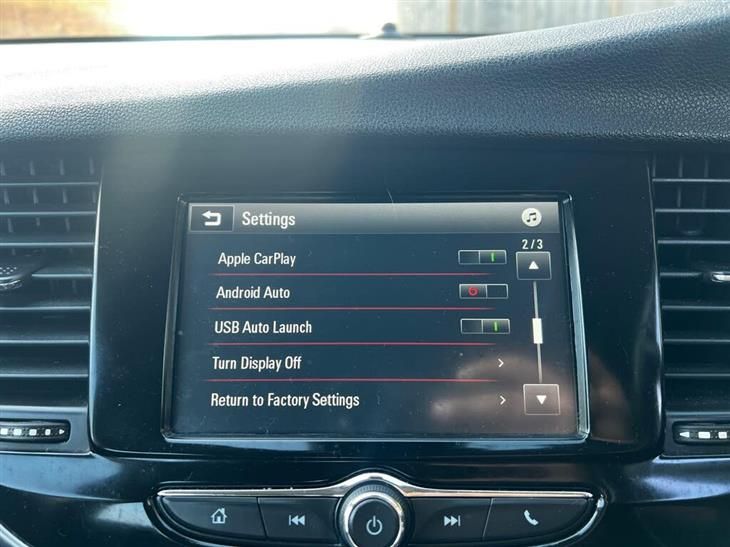 Settings
2/3
Apple CarPlay
Android Auto
USB Auto Launch
Turn Display Off
Return to Factory Settings